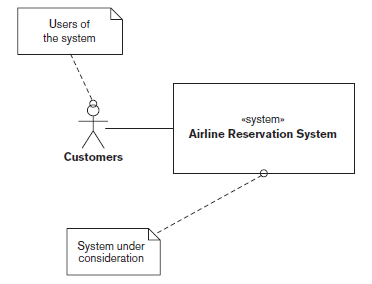 Users of
the system
«system»
Airline Reservation System
Customers
System under
consideration